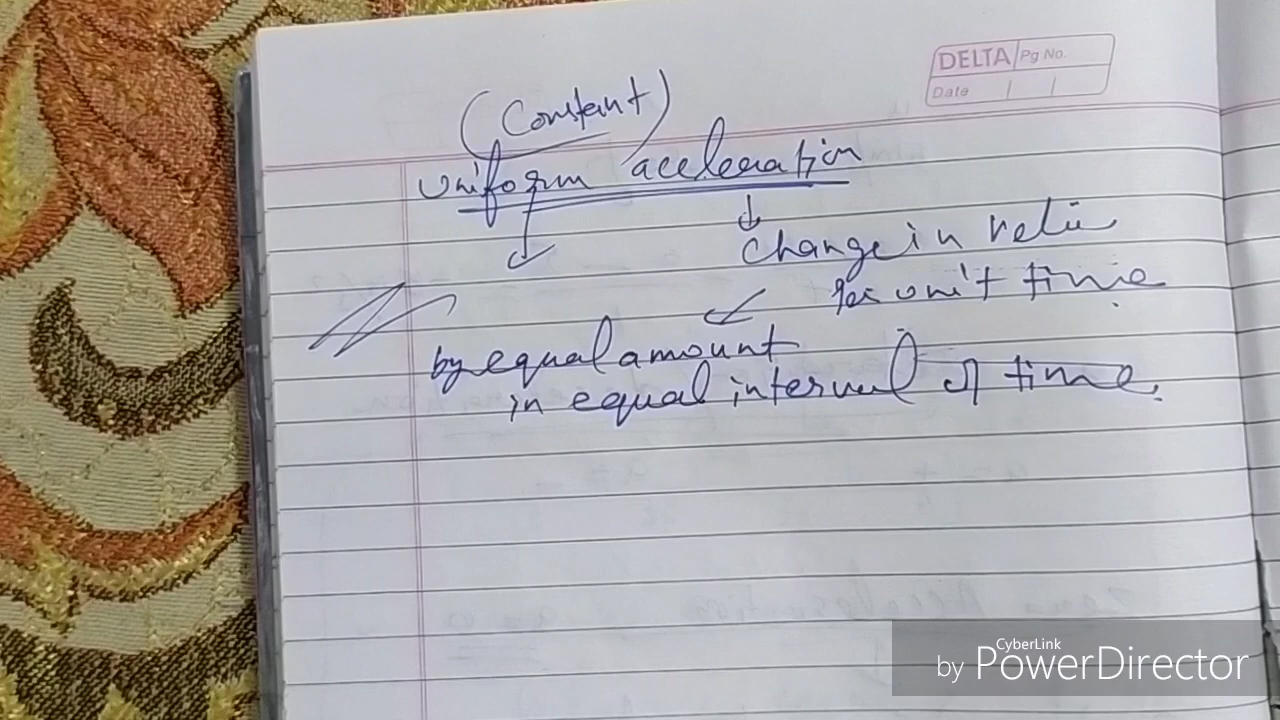 DELTA Pg No.
Date
(Constant)
uniform acceleration
Change in velo
per unit time
by equal amount
in equal interval of time.
CyberLink
by PowerDirector